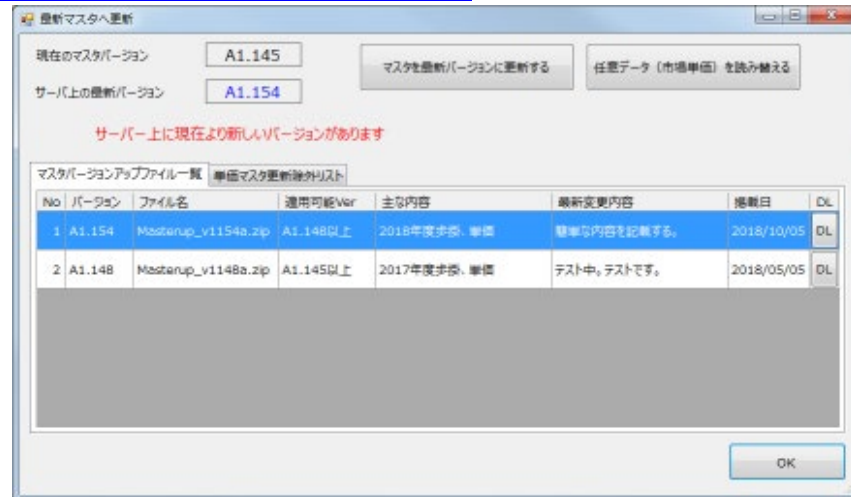 最新マスタへ更新
現在のマスタバージョン A1.145 マスタを最新バージョンに更新する 任意データ（市場単価）を読み替える
サーバ上の最新バージョン A1.154
サーバー上に現在より新しいバージョンがあります
マスタバージョンアップファイル一覧 単価マスタ更新除外リスト
No バージョン ファイル名 適用可能Ver 主な内容 最新変更内容 掲載日 DL
1 A1.154 Masterup_v1154a.zip A1.148以上 2018年度歩掛、単価 簡単な内容を記載する。 2018/10/05 DL
2 A1.148 Masterup_v1148a.zip A1.145以上 2017年度歩掛、単価 テスト中。テストです。 2018/05/05 DL
OK